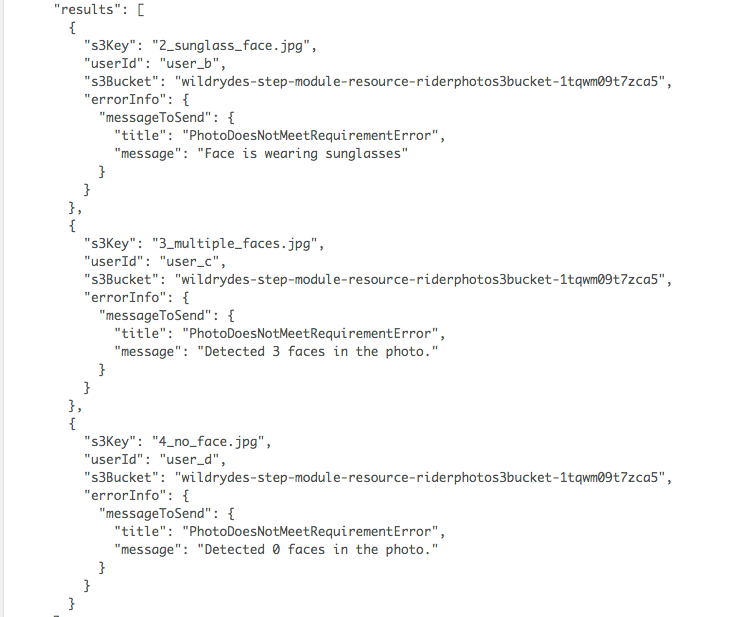 "results": [
{
"s3Key": "2_sunglass_face.jpg",
"userId": "user_b",
"s3Bucket": "wildrydes-step-module-resource-riderphotos3bucket-1tqwm09t7zca5",
"errorInfo": {
"messageToSend": {
"title": "PhotoDoesNotMeetRequirementError",
"message": "Face is wearing sunglasses"
}
}
},
{
"s3Key": "3_multiple_faces.jpg",
"userId": "user_c",
"s3Bucket": "wildrydes-step-module-resource-riderphotos3bucket-1tqwm09t7zca5",
"errorInfo": {
"messageToSend": {
"title": "PhotoDoesNotMeetRequirementError",
"message": "Detected 3 faces in the photo."
}
}
},
{
"s3Key": "4_no_face.jpg",
"userId": "user_d",
"s3Bucket": "wildrydes-step-module-resource-riderphotos3bucket-1tqwm09t7zca5",
"errorInfo": {
"messageToSend": {
"title": "PhotoDoesNotMeetRequirementError",
"message": "Detected 0 faces in the photo."
}
}
}